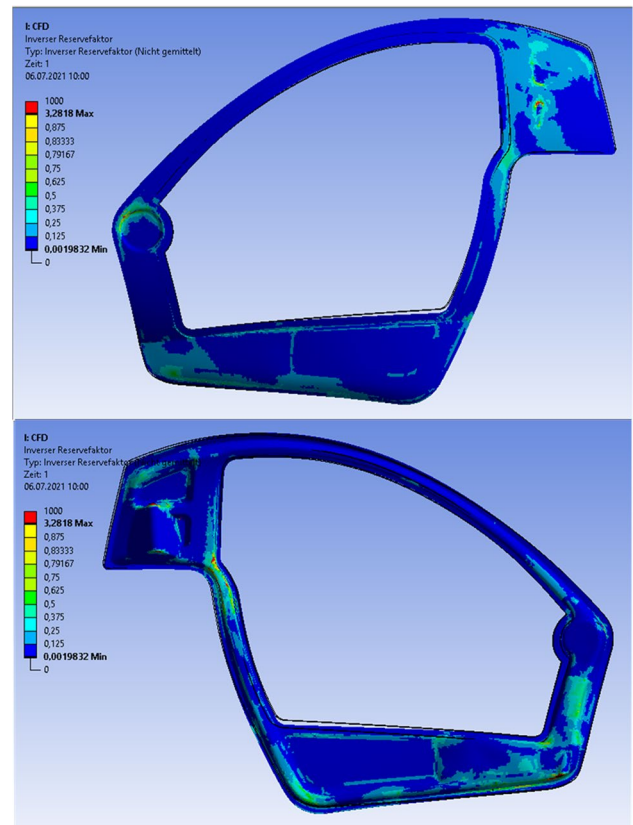 I: CFD
Inverser Reservefaktor
Typ: Inverser Reservefaktor (Nicht gemittelt)
Zeit: 1
06.07.2021 10:00
1000
3,2818 Max
0,875
0,83333
0,79167
0,75
0,625
0,5
0,375
0,25
0,125
0,0019832 Min
0
I: CFD
Inverser Reservefaktor
Typ: Inverser Reservefaktor
Zeit: 1
06.07.2021 10:00
1000
3,2818 Max
0,875
0,83333
0,79167
0,75
0,625
0,5
0,375
0,25
0,125
0,0019832 Min
0